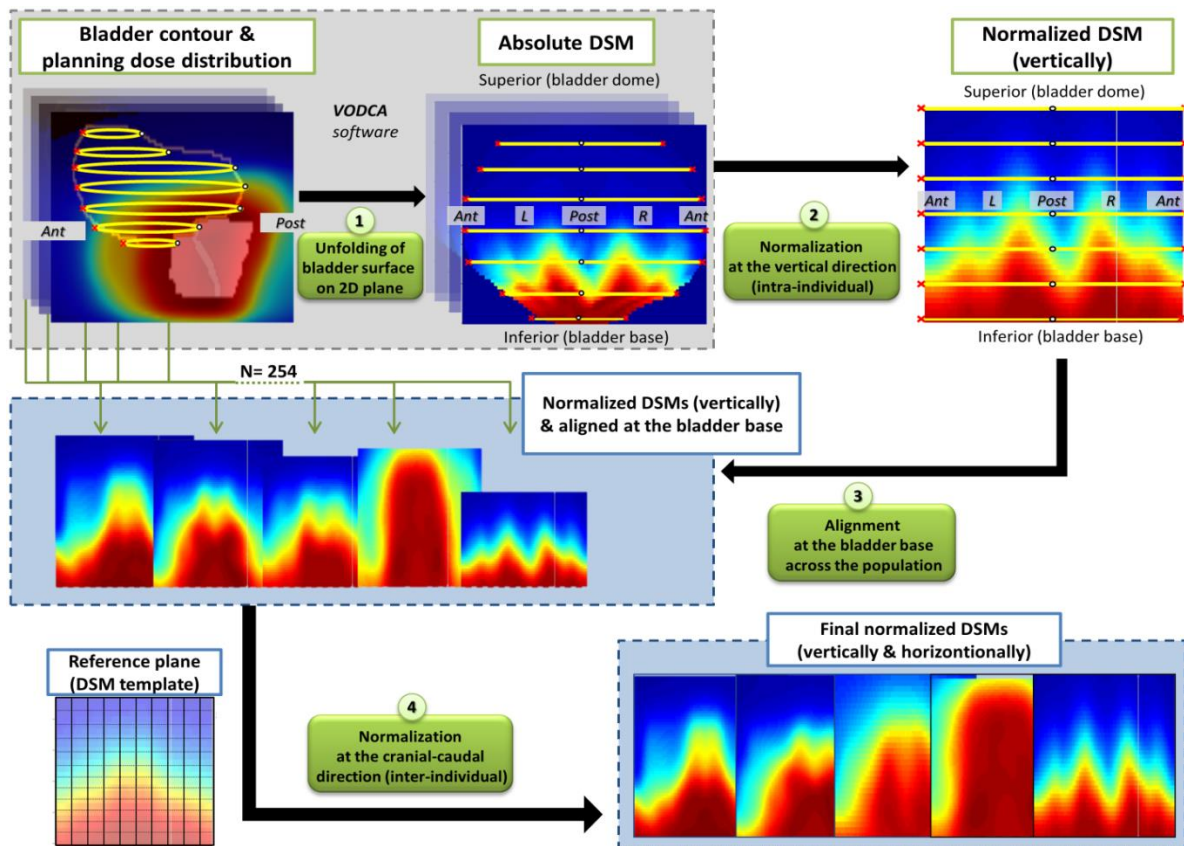 Bladder contour &
planning dose distribution
Ant
Post
VODCA
software
1
Unfolding of
bladder surface
on 2D plane
Absolute DSM
Superior (bladder dome)
Ant L Post R Ant
Inferior (bladder base)
2
Normalization
at the vertical direction
(intra-individual)
Normalized DSM
(vertically)
Superior (bladder dome)
Ant L Post R Ant
Inferior (bladder base)
N= 254
Normalized DSMs (vertically)
& aligned at the bladder base
3
Alignment
at the bladder base
across the population
Reference plane
(DSM template)
4
Normalization
at the cranial-caudal
direction (inter-individual)
Final normalized DSMs
(vertically & horizontionally)